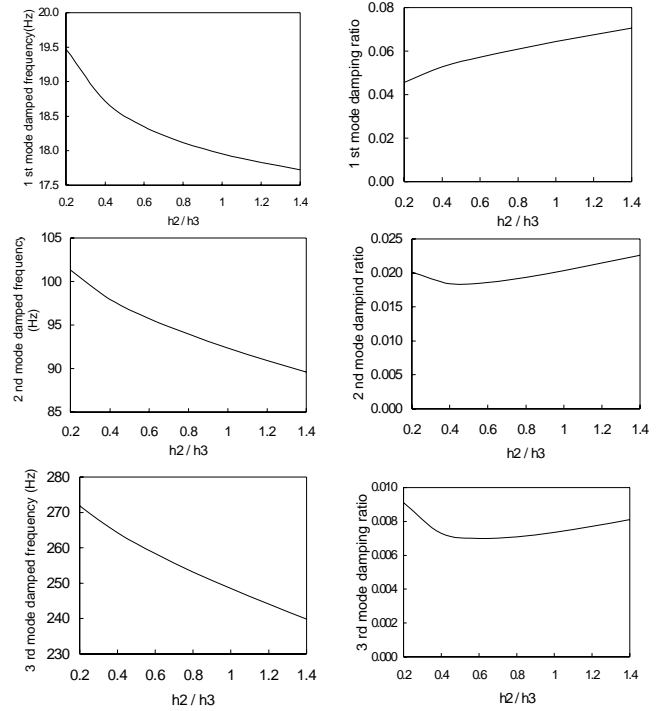 1 st mode damped frequency(Hz)
20.0
19.5
19.0
18.5
18.0
17.5
0.2 0.4 0.6 0.8 1 1.2 1.4
h2 / h3
1 st mode damping ratio
0.08
0.06
0.04
0.02
0.00
0.2 0.4 0.6 0.8 1 1.2 1.4
h2 / h3
2 nd mode damped frequency
(Hz)
105
100
95
90
85
0.2 0.4 0.6 0.8 1 1.2 1.4
h2 / h3
2 nd mode dampind ratio
0.025
0.020
0.015
0.010
0.005
0.000
0.2 0.4 0.6 0.8 1 1.2 1.4
h2 / h3
3 rd mode damped frequency (Hz)
280
270
260
250
240
230
0.2 0.4 0.6 0.8 1 1.2 1.4
h2 / h3
3 rd mode damping ratio
0.010
0.008
0.006
0.004
0.002
0.000
0.2 0.4 0.6 0.8 1 1.2 1.4
h2 / h3